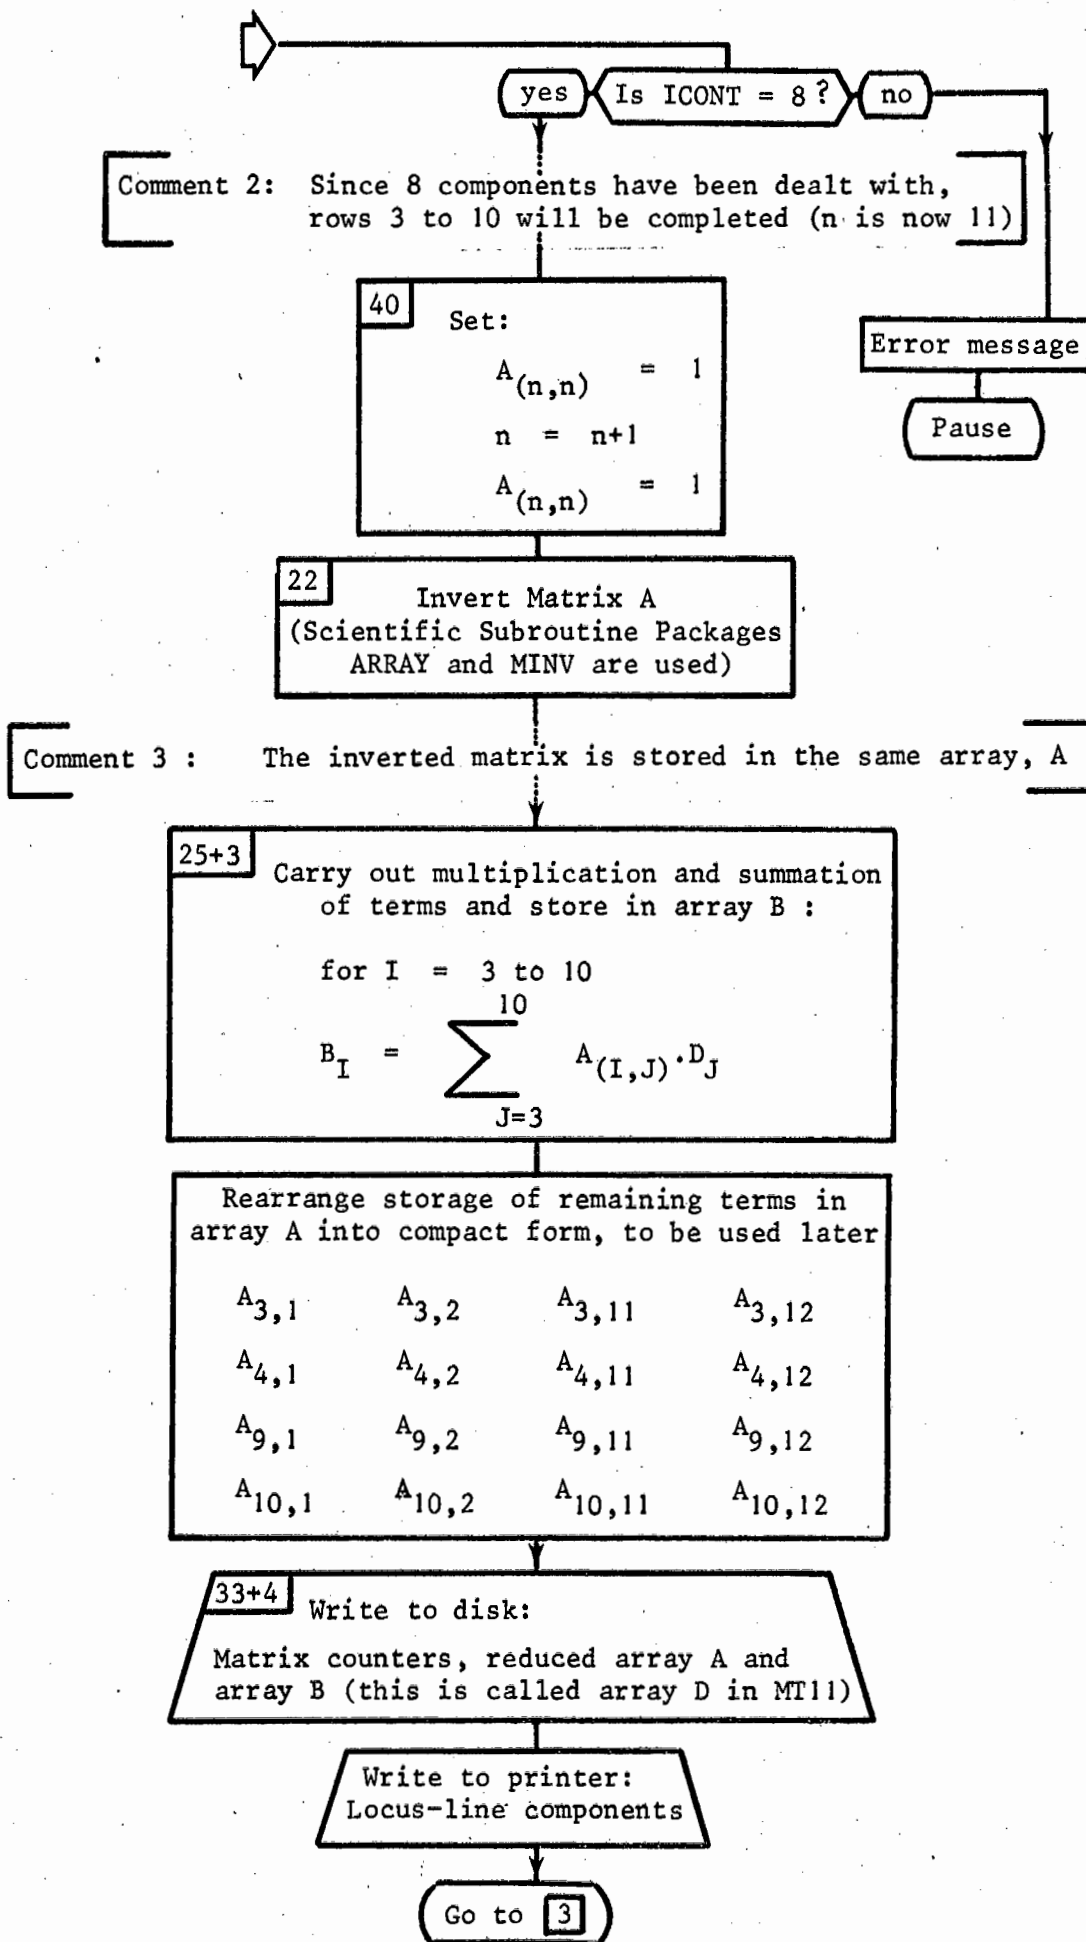 yes Is ICONT = 8 ? no
Comment 2: Since 8 components have been dealt with,
rows 3 to 10 will be completed (n is now 11)
40
Set:
A(n,n) = 1
n = n+1
A(n,n) = 1
Error message
Pause
22
Invert Matrix A
(Scientific Subroutine Packages
ARRAY and MINV are used)
Comment 3 : The inverted matrix is stored in the same array, A
25+3
Carry out multiplication and summation
of terms and store in array B :
for I = 3 to 10
10
B_I = ∑ A(I,J).D_J
J=3
Rearrange storage of remaining terms in
array A into compact form, to be used later
A3,1 A3,2 A3,11 A3,12
A4,1 A4,2 A4,11 A4,12
A9,1 A9,2 A9,11 A9,12
A10,1 A10,2 A10,11 A10,12
33+4
Write to disk:
Matrix counters, reduced array A and
array B (this is called array D in MT11)
Write to printer:
Locus-line components
Go to 3